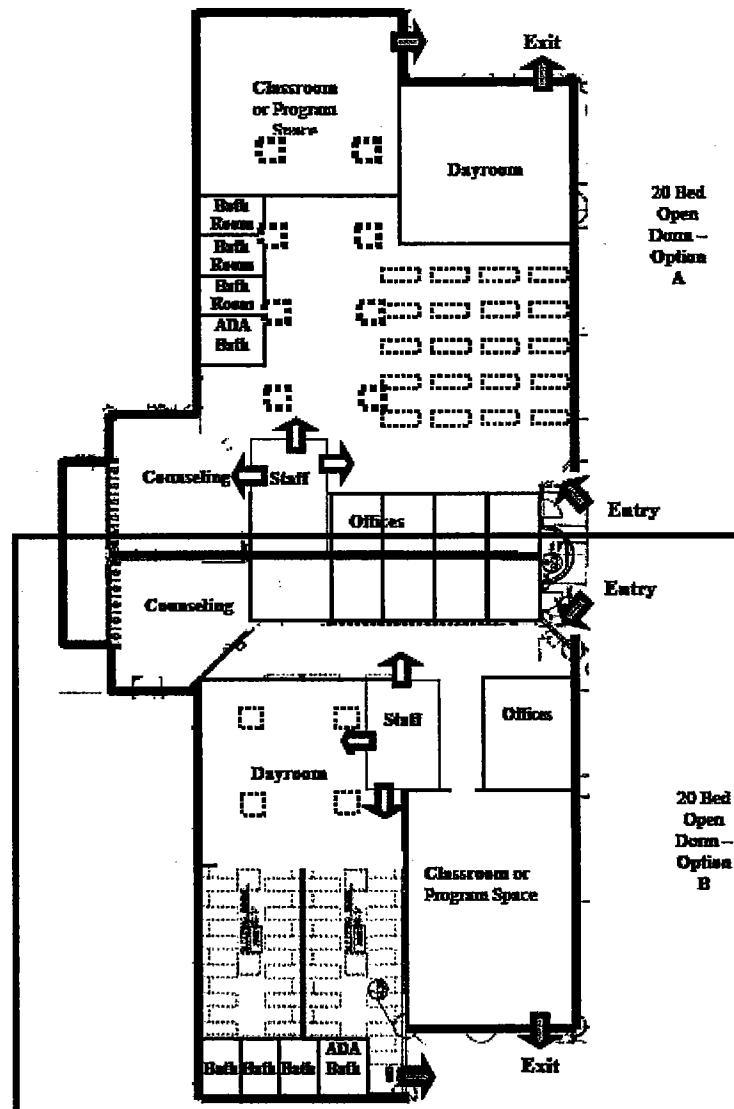 Exit
Classroom
or Program
Space
Dayroom
20 Bed
Open
Dorm –
Option
A
Bath
Room
Bath
Room
Bath
Room
ADA
Bath
Counseling
Staff
Offices
Entry
Counseling
Entry
Staff
Offices
Dayroom
20 Bed
Open
Dorm –
Option
B
Classroom or
Program Space
Bath
Bath
Bath
ADA
Bath
Exit